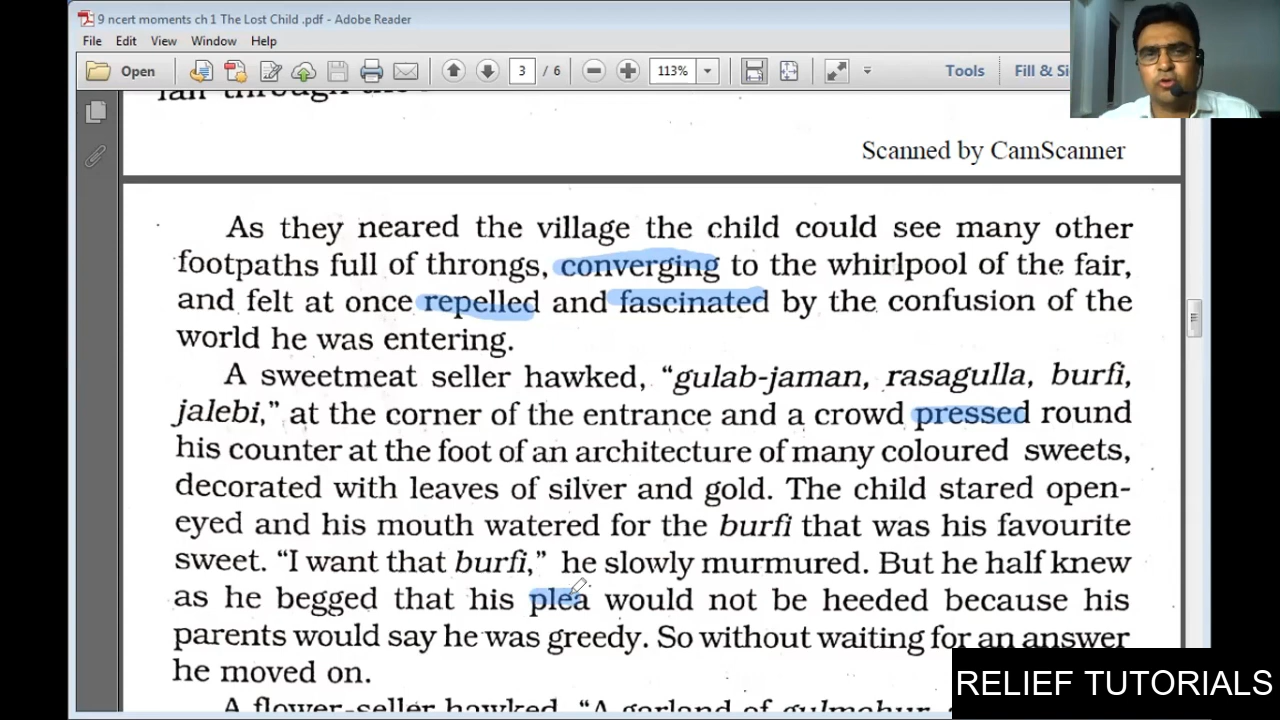 9 ncert moments ch 1 The Lost Child .pdf - Adobe Reader
File Edit View Window Help
Open 3 / 6 113% Tools Fill & Si
Scanned by CamScanner
As they neared the village the child could see many other
footpaths full of throngs, converging to the whirlpool of the fair,
and felt at once repelled and fascinated by the confusion of the
world he was entering.
A sweetmeat seller hawked, “gulab-jaman, rasagulla, burfi,
jalebi,” at the corner of the entrance and a crowd pressed round
his counter at the foot of an architecture of many coloured sweets,
decorated with leaves of silver and gold. The child stared open-
eyed and his mouth watered for the burfi that was his favourite
sweet. “I want that burfi,” he slowly murmured. But he half knew
as he begged that his plea would not be heeded because his
parents would say he was greedy. So without waiting for an answer
he moved on.
A flower-seller hawked, “A garland of gulmohur,
RELIEF TUTORIALS